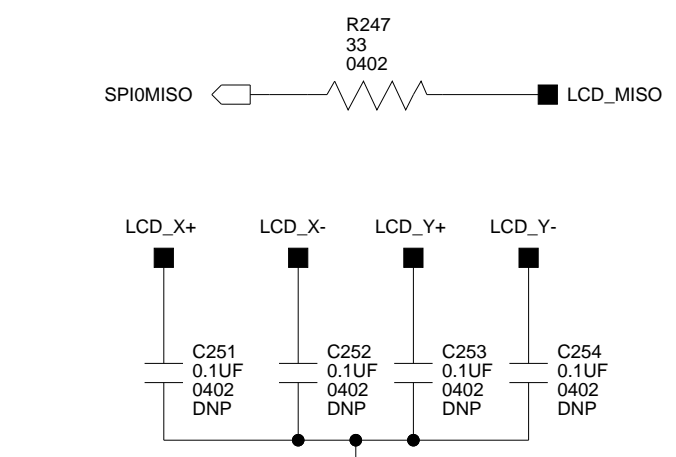 R247
33
0402
SPI0MISO
LCD_MISO
LCD_X+
LCD_X-
LCD_Y+
LCD_Y-
C251
0.1UF
0402
DNP
C252
0.1UF
0402
DNP
C253
0.1UF
0402
DNP
C254
0.1UF
0402
DNP